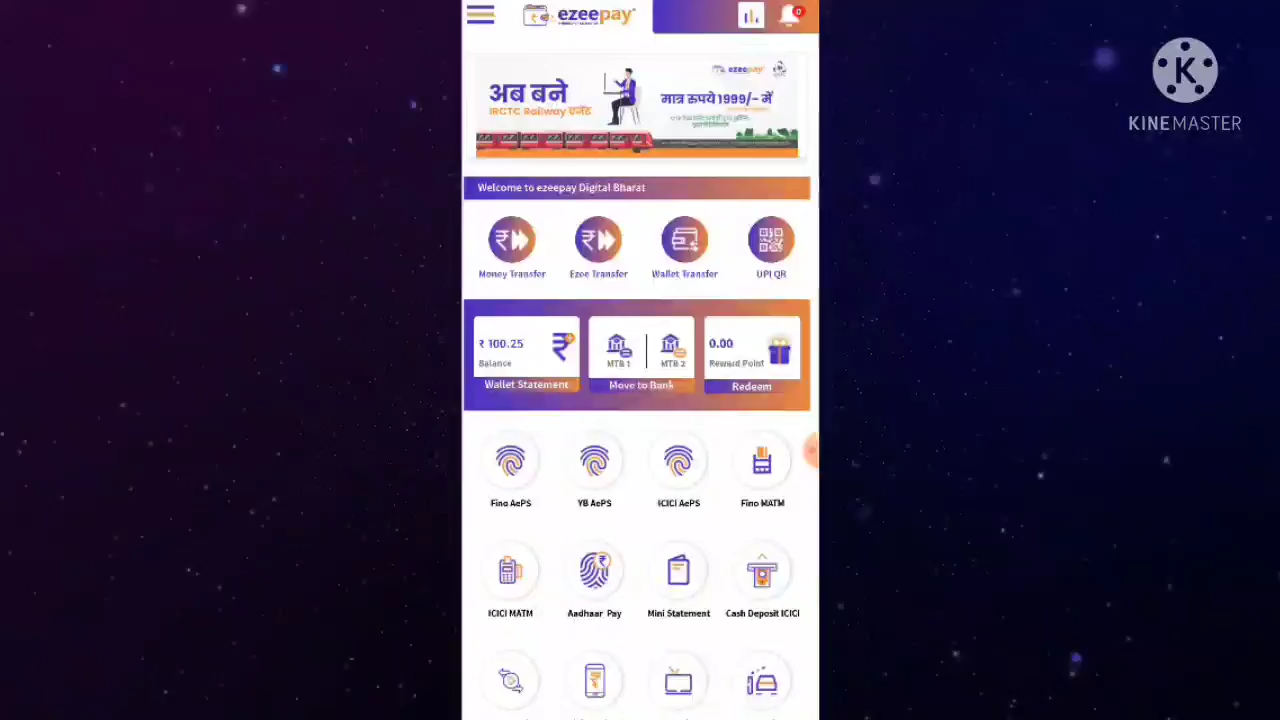 ezeepay
0
KINEMASTER
ezeepay
अब बने
IRCTC Railway एजेंट
मात्र रुपये 1999/- में
Welcome to ezeepay Digital Bharat
Money Transfer
Ezee Transfer
Wallet Transfer
UPI QR
₹ 100.25
Balance
Wallet Statement
MTB 1
MTB 2
Move to Bank
0.00
Reward Point
Redeem
Fino AePS
YB AePS
ICICI AePS
Fino MATM
ICICI MATM
Aadhaar Pay
Mini Statement
Cash Deposit ICICI